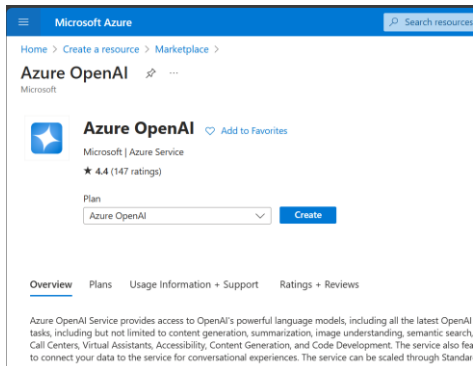 Microsoft Azure
Search resources
Home > Create a resource > Marketplace >
Azure OpenAI
Microsoft
Azure OpenAI
Add to Favorites
Microsoft | Azure Service
★ 4.4 (147 ratings)
Plan
Azure OpenAI
Create
Overview Plans Usage Information + Support Ratings + Reviews
Azure OpenAI Service provides access to OpenAI's powerful language models, including all the latest OpenAI
tasks, including but not limited to content generation, summarization, image understanding, semantic search,
Call Centers, Virtual Assistants, Accessibility, Content Generation, and Code Development. The service also fea
to connect your data to the service for conversational experiences. The service can be scaled through Standar